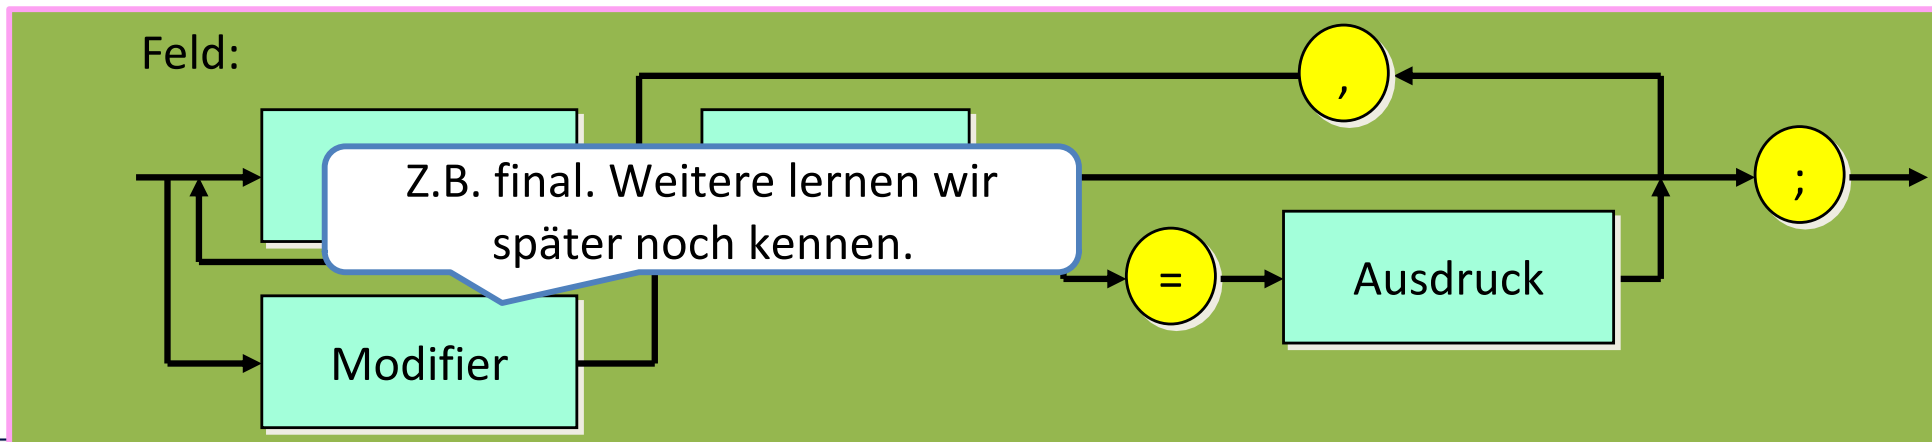 Feld:
,
Z.B. final. Weitere lernen wir
später noch kennen.
;
=
Ausdruck
Modifier